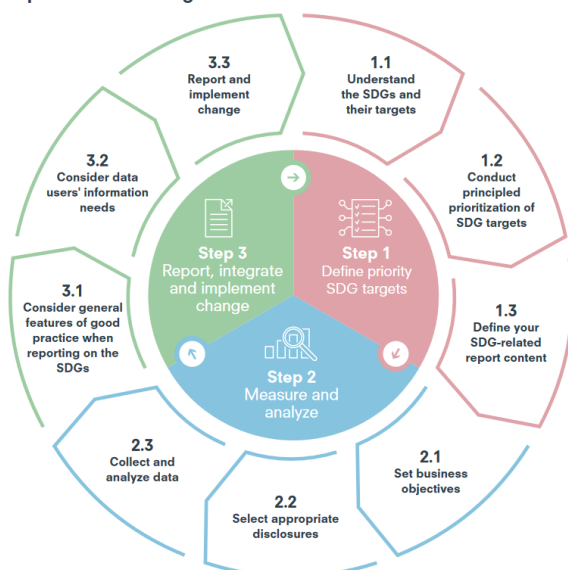 3.3
Report and
implement
change
1.1
Understand
the SDGs and
their targets
3.2
Consider data
users' information
needs
1.2
Conduct
principled
prioritization of
SDG targets
Step 3
Report, integrate
and implement
change
Step 1
Define priority
SDG targets
3.1
Consider general
features of good
practice when
reporting on the
SDGs
1.3
Define your
SDG-related
report content
Step 2
Measure and
analyze
2.3
Collect and
analyze data
2.1
Set business
objectives
2.2
Select appropriate
disclosures